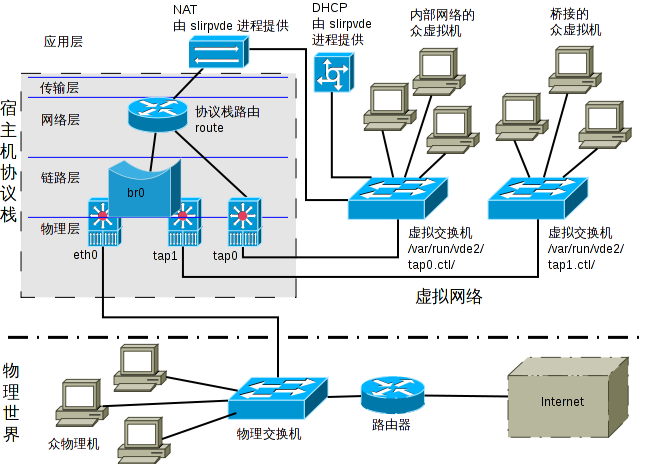 NAT
由 slirpvde
进程提供
DHCP
由 slirpvde
进程提供
内部网络的
众虚拟机
桥接的
众虚拟机
应用层
传输层
网络层
协议栈路由
route
宿主机协议栈
链路层
br0
物理层
eth0
tap1
tap0
虚拟交换机
/var/run/vde2/
tap0.ctl/
虚拟交换机
/var/run/vde2/
tap1.ctl/
虚拟网络
物理世界
众物理机
物理交换机
路由器
Internet